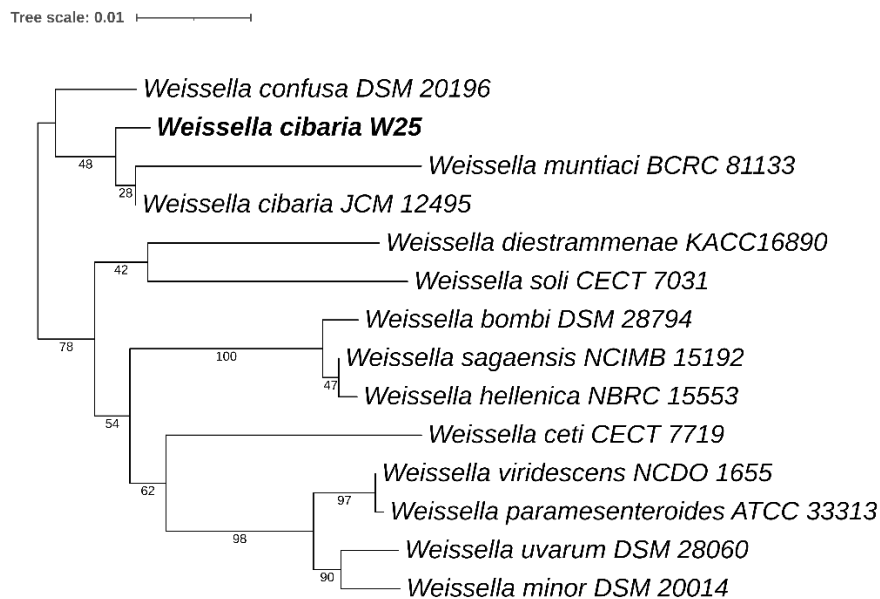 Tree scale: 0.01
Weissella confusa DSM 20196
Weissella cibaria W25
48
Weissella muntiaci BCRC 81133
28
Weissella cibaria JCM 12495
Weissella diestrammenae KACC16890
42
Weissella soli CECT 7031
Weissella bombi DSM 28794
78
100
Weissella sagaensis NCIMB 15192
47
Weissella hellenica NBRC 15553
54
Weissella ceti CECT 7719
Weissella viridescens NCDO 1655
62
97
Weissella paramesenteroides ATCC 33313
98
Weissella uvarum DSM 28060
90
Weissella minor DSM 20014